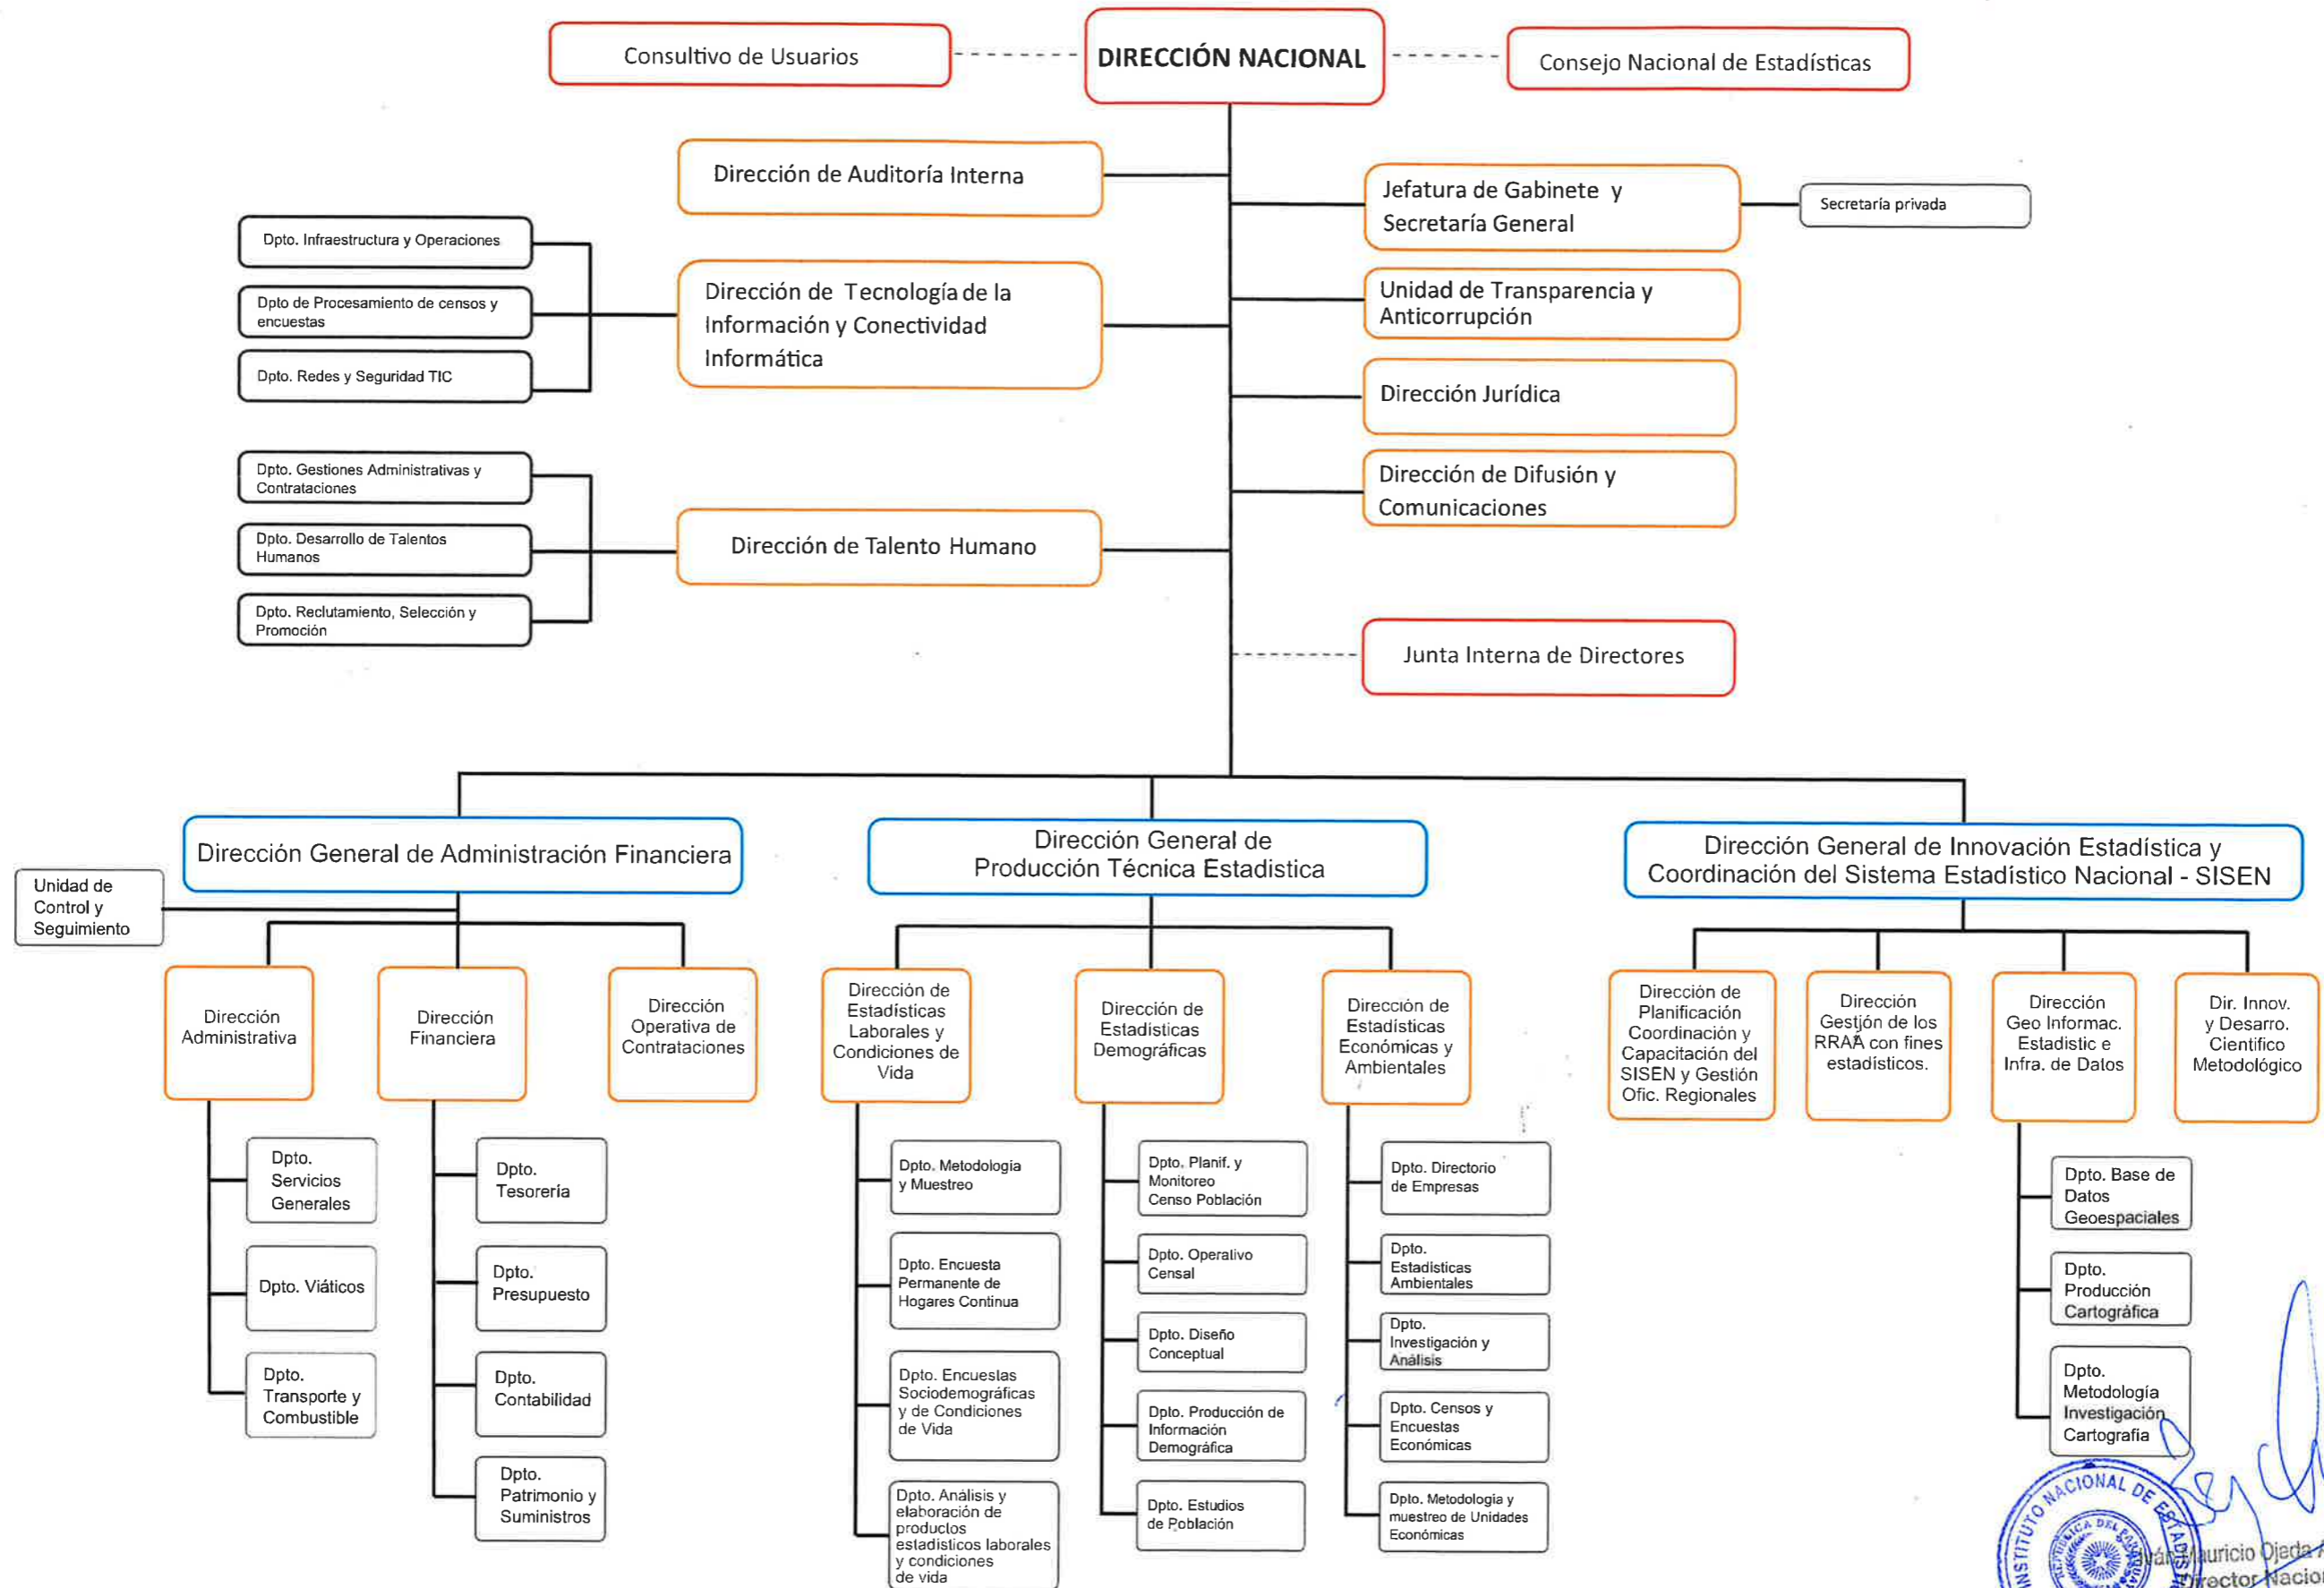 Consultivo de Usuarios
DIRECCIÓN NACIONAL
Consejo Nacional de Estadísticas
Dirección de Auditoría Interna
Jefatura de Gabinete y
Secretaría General
Secretaría privada
Dpto. Infraestructura y Operaciones
Dpto de Procesamiento de censos y
encuestas
Dpto. Redes y Seguridad TIC
Dirección de Tecnología de la
Información y Conectividad
Informática
Unidad de Transparencia y
Anticorrupción
Dirección Jurídica
Dirección de Difusión y
Comunicaciones
Dpto. Gestiones Administrativas y
Contrataciones
Dpto. Desarrollo de Talentos
Humanos
Dpto. Reclutamiento, Selección y
Promoción
Dirección de Talento Humano
Junta Interna de Directores
Dirección General de Administración Financiera
Dirección General de
Producción Técnica Estadistica
Dirección General de Innovación Estadística y
Coordinación del Sistema Estadístico Nacional - SISEN
Unidad de
Control y
Seguimiento
Dirección
Administrativa
Dirección
Financiera
Dirección
Operativa de
Contrataciones
Dirección de
Estadísticas
Laborales y
Condiciones de
Vida
Dirección de
Estadísticas
Demográficas
Dirección de
Estadísticas
Económicas y
Ambientales
Dirección de
Planificación
Coordinación y
Capacitación del
SISEN y Gestión
Ofic. Regionales
Dirección
Gestión de los
RRAA con fines
estadísticos.
Dirección
Geo Informac.
Estadistic e
Infra. de Datos
Dir. Innov.
y Desarro.
Cientifico
Metodológico
Dpto.
Servicios
Generales
Dpto. Viáticos
Dpto.
Transporte y
Combustible
Dpto.
Tesorería
Dpto.
Presupuesto
Dpto.
Contabilidad
Dpto.
Patrimonio y
Suministros
Dpto. Metodología
y Muestreo
Dpto. Encuesta
Permanente de
Hogares Continua
Dpto. Encuestas
Sociodemográficas
y de Condiciones
de Vida
Dpto. Análisis y
elaboración de
productos
estadísticos laborales
y condiciones
de vida
Dpto. Planif. y
Monitoreo
Censo Población
Dpto. Operativo
Censal
Dpto. Diseño
Conceptual
Dpto. Producción de
Información
Demográfica
Dpto. Estudios
de Población
Dpto. Directorio
de Empresas
Dpto.
Estadísticas
Ambientales
Dpto.
Investigación y
Análisis
Dpto. Censos y
Encuestas
Económicas
Dpto. Metodología y
muestreo de Unidades
Económicas
Dpto. Base de
Datos
Geoespaciales
Dpto.
Producción
Cartográfica
Dpto.
Metodología
Investigación
Cartografia
INSTITUTO NACIONAL DE
Mauricio Ojeda
Director